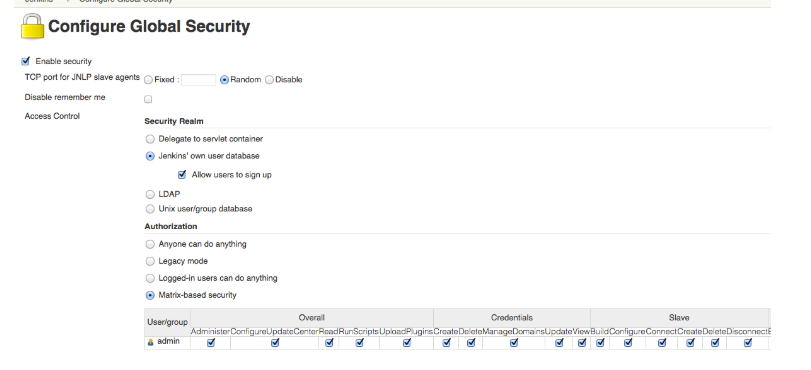 Jenkins Configure Global Security
Configure Global Security
Enable security
TCP port for JNLP slave agents Fixed : Random Disable
Disable remember me
Access Control
Security Realm
Delegate to servlet container
Jenkins' own user database
Allow users to sign up
LDAP
Unix user/group database
Authorization
Anyone can do anything
Legacy mode
Logged-in users can do anything
Matrix-based security
User/group Overall Credentials Slave
Administer ConfigureUpdateCenter Read RunScripts UploadPlugins Create Delete ManageDomains Update View Build Configure Connect Create Delete Disconnect
admin